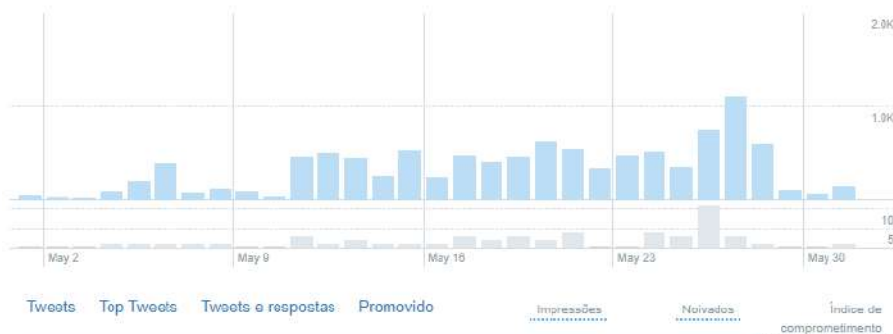 2.0K
1.0K
10
5
May 2 May 9 May 16 May 23 May 30
Tweets Top Tweets Tweets e respostas Promovido Impressões Noivados Índice de
comprometimento